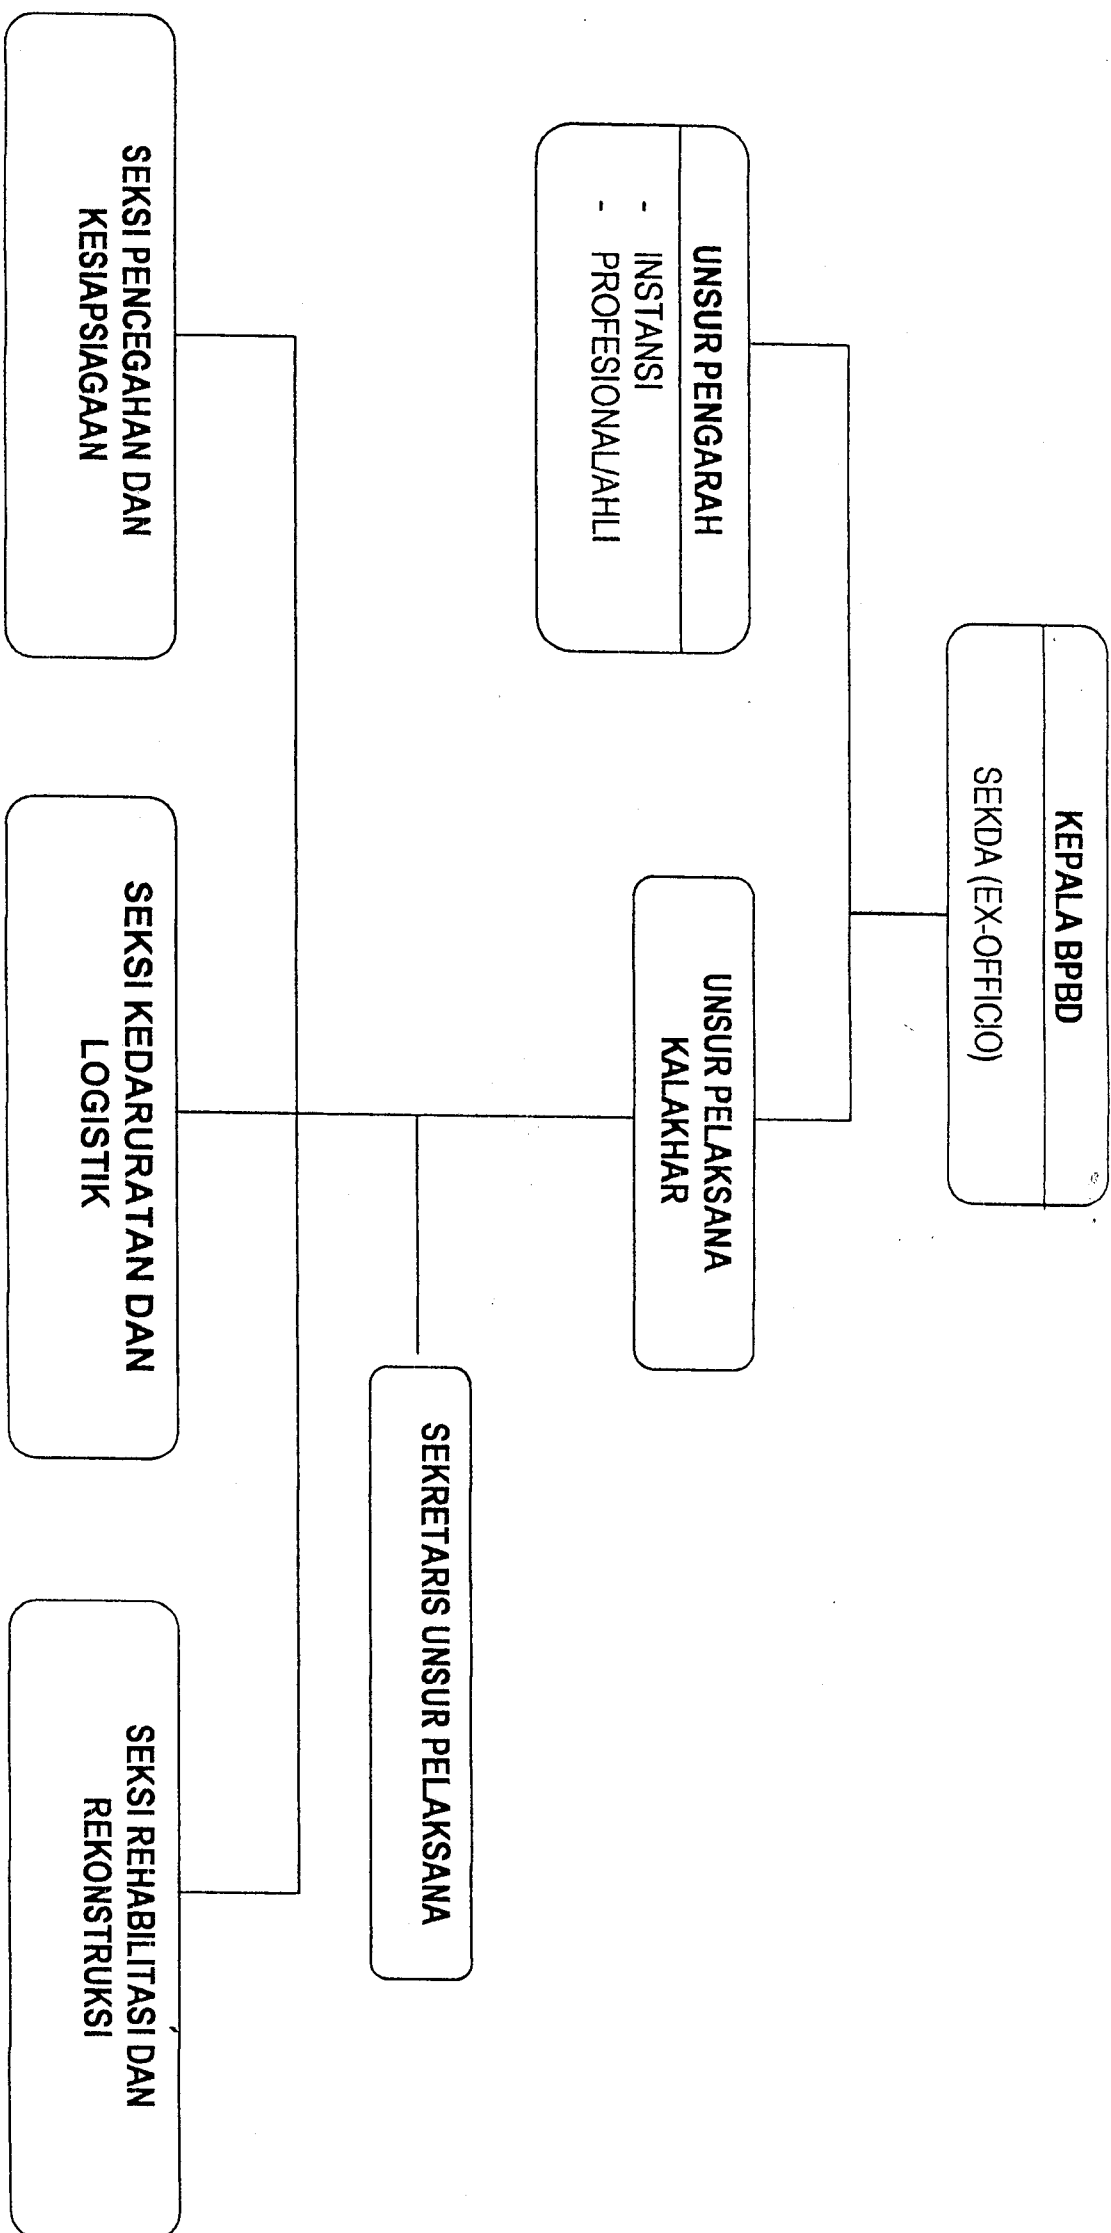 KEPALA BPBD
SEKDA (EX-OFFICIO)
UNSUR PENGARAH
- INSTANSI
- PROFESIONAL/AHLI
UNSUR PELAKSANA
KALAKHAR
SEKRETARIS UNSUR PELAKSANA
SEKSI PENCEGAHAN DAN
KESIAPSIAGAAN
SEKSI KEDARURATAN DAN
LOGISTIK
SEKSI REHABILITASI DAN
REKONSTRUKSI